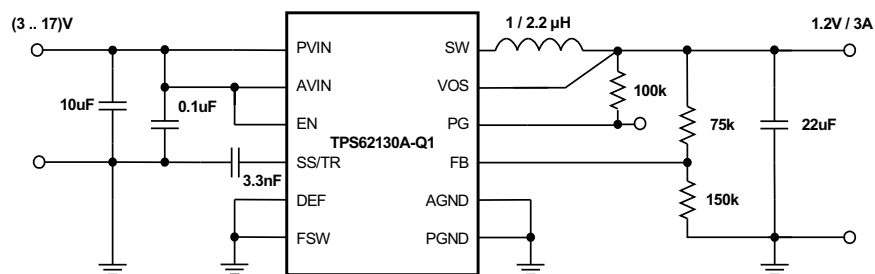 (3 .. 17)V
1 / 2.2 µH
1.2V / 3A
PVIN
SW
AVIN
VOS
10uF
0.1uF
100k
EN
PG
TPS62130A-Q1
75k
22uF
SS/TR
FB
3.3nF
DEF
AGND
150k
FSW
PGND